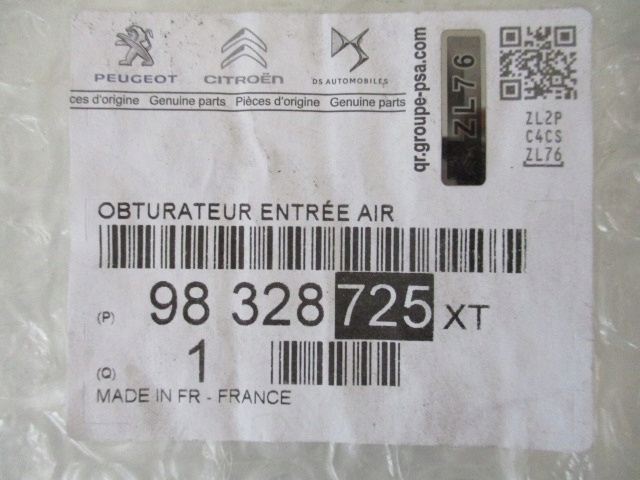 PEUGEOT CITROËN DS AUTOMOBILES
ces d'origine Genuine parts Pièces d'origine Genuine parts
qr.groupe-psa.com
ZL76
ZL2P
C4CS
ZL76
OBTURATEUR ENTRÉE AIR
(P) 98 328 725 XT
(Q) 1
MADE IN FR - FRANCE